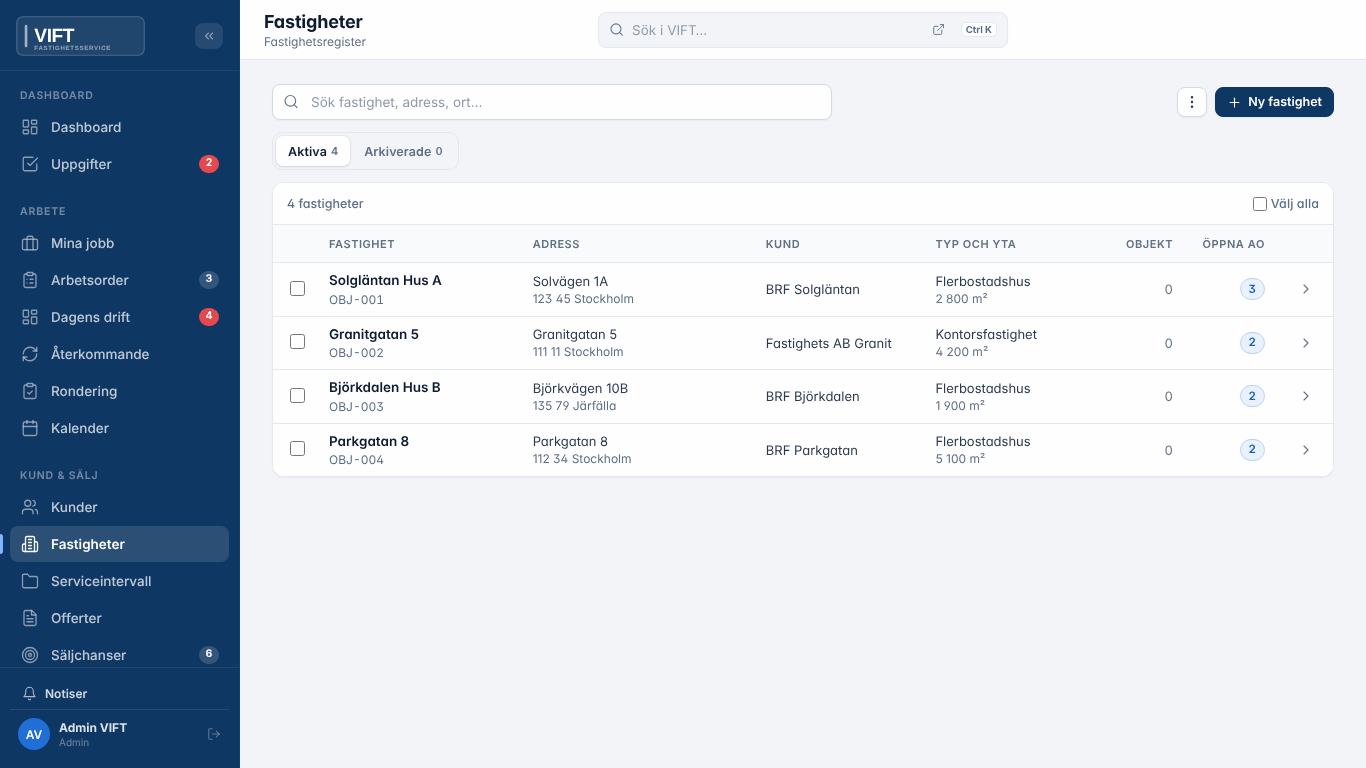 VIFT
FASTIGHETSSERVICE
DASHBOARD
Dashboard
Uppgifter 2
ARBETE
Mina jobb
Arbetsorder 3
Dagens drift 4
Återkommande
Rondering
Kalender
KUND & SÄLJ
Kunder
Fastigheter
Serviceintervall
Offerter
Säljchanser 6
Notiser
AV
Admin VIFT
Admin
Fastigheter
Fastighetsregister
Sök i VIFT... Ctrl K
Sök fastighet, adress, ort...
Ny fastighet
Aktiva 4 Arkiverade 0
4 fastigheter Välj alla
FASTIGHET ADRESS KUND TYP OCH YTA OBJEKT ÖPPNA AO
Solgläntan Hus A Solvägen 1A BRF Solgläntan Flerbostadshus 0 3
OBJ-001 123 45 Stockholm 2 800 m²
Granitgatan 5 Granitgatan 5 Fastighets AB Granit Kontorsfastighet 0 2
OBJ-002 111 11 Stockholm 4 200 m²
Björkdalen Hus B Björkvägen 10B BRF Björkdalen Flerbostadshus 0 2
OBJ-003 135 79 Järfälla 1 900 m²
Parkgatan 8 Parkgatan 8 BRF Parkgatan Flerbostadshus 0 2
OBJ-004 112 34 Stockholm 5 100 m²